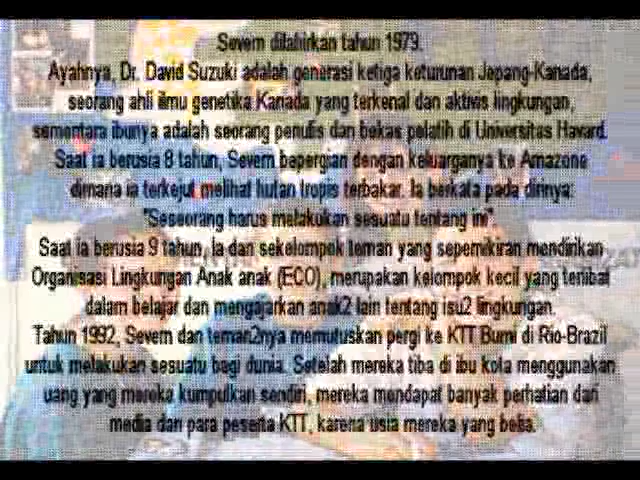 Severn dilahirkan tahun 1979.
Ayahnya, Dr. David Suzuki adalah generasi ketiga keturunan Jepang-Kanada,
seorang ahli ilmu genetika Kanada yang terkenal dan aktivis lingkungan,
sementara ibunya adalah seorang penulis dan bekas pelatih di Universitas Havard.
Saat ia berusia 8 tahun, Severn bepergian dengan keluarganya ke Amazone
dimana ia terkejut melihat hutan tropis terbakar. Ia berkata pada dirinya:
"Seseorang harus melakukan sesuatu tentang ini".
Saat ia berusia 9 tahun, Ia dan sekelompok teman yang sepemikiran mendirikan
Organisasi Lingkungan Anak anak (ECO), merupakan kelompok kecil yang terlibat
dalam belajar dan mengajarkan anak2 lain tentang isu2 lingkungan.
Tahun 1992, Severn dan teman2nya memutuskan pergi ke KTT Bumi di Rio-Brazil
untuk melakukan sesuatu bagi dunia. Setelah mereka tiba di ibu kota menggunakan
uang yang mereka kumpulkan sendiri, mereka mendapat banyak perhatian dari
media dan para peserta KTT, karena usia mereka yang belia.